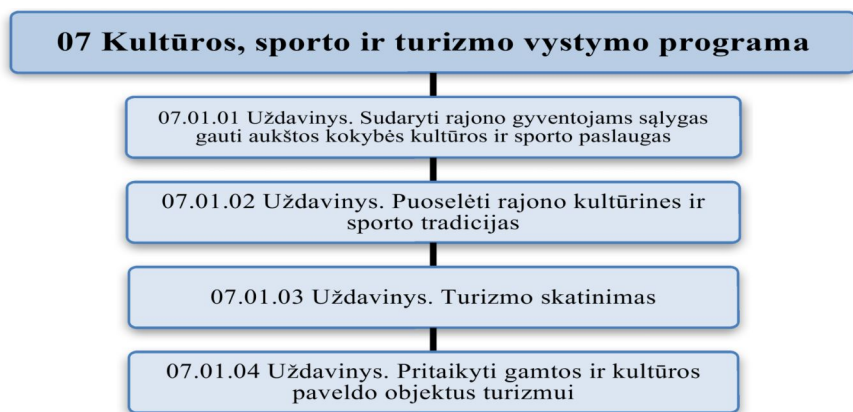 07 Kultūros, sporto ir turizmo vystymo programa
07.01.01 Uždavinys. Sudaryti rajono gyventojams sąlygas
gauti aukštos kokybės kultūros ir sporto paslaugas
07.01.02 Uždavinys. Puoselėti rajono kultūrines ir
sporto tradicijas
07.01.03 Uždavinys. Turizmo skatinimas
07.01.04 Uždavinys. Pritaikyti gamtos ir kultūros
paveldo objektus turizmui